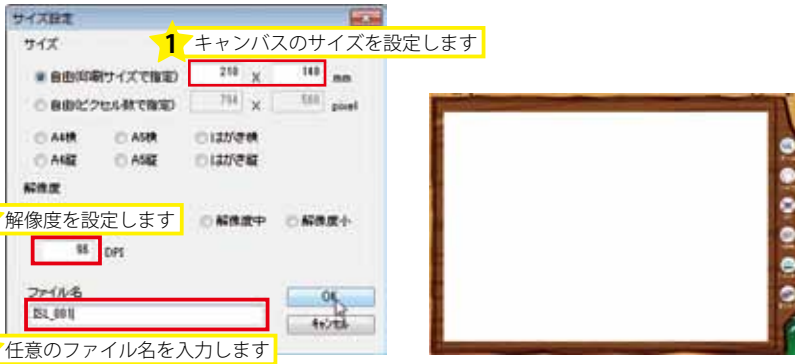 サイズ設定
サイズ
1 キャンバスのサイズを設定します
自由(印刷サイズで指定) 210 X 148 mm
自由(ピクセル数で指定) 794 X pixel
A4横 A5横 はがき横
A4縦 A5縦 はがき縦
解像度
解像度を設定します 解像度中 解像度小
DPI
ファイル名
ISL_001
OK
キャンセル
任意のファイル名を入力します